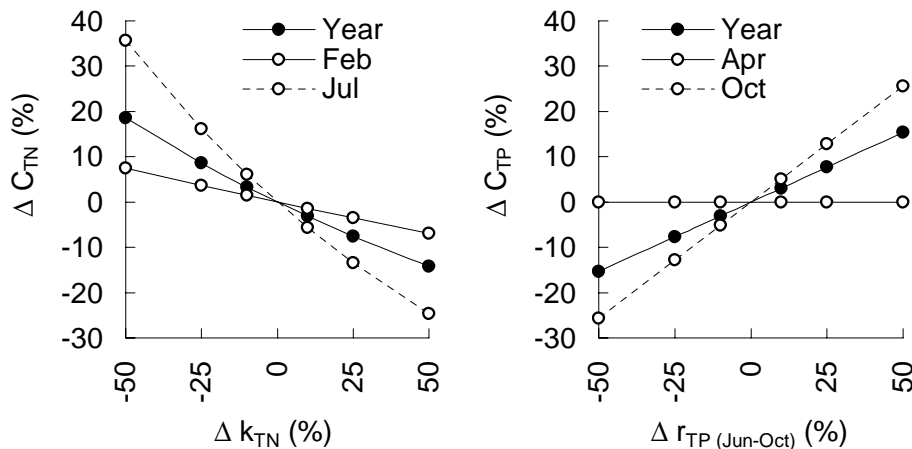 Year
Feb
Jul
40
30
20
10
0
-10
-20
-30
Δ C_TN (%)
-50
-25
0
25
50
Δ k_TN (%)
Year
Apr
Oct
40
30
20
10
0
-10
-20
-30
Δ C_TP (%)
-50
-25
0
25
50
Δ r_TP (Jun-Oct) (%)